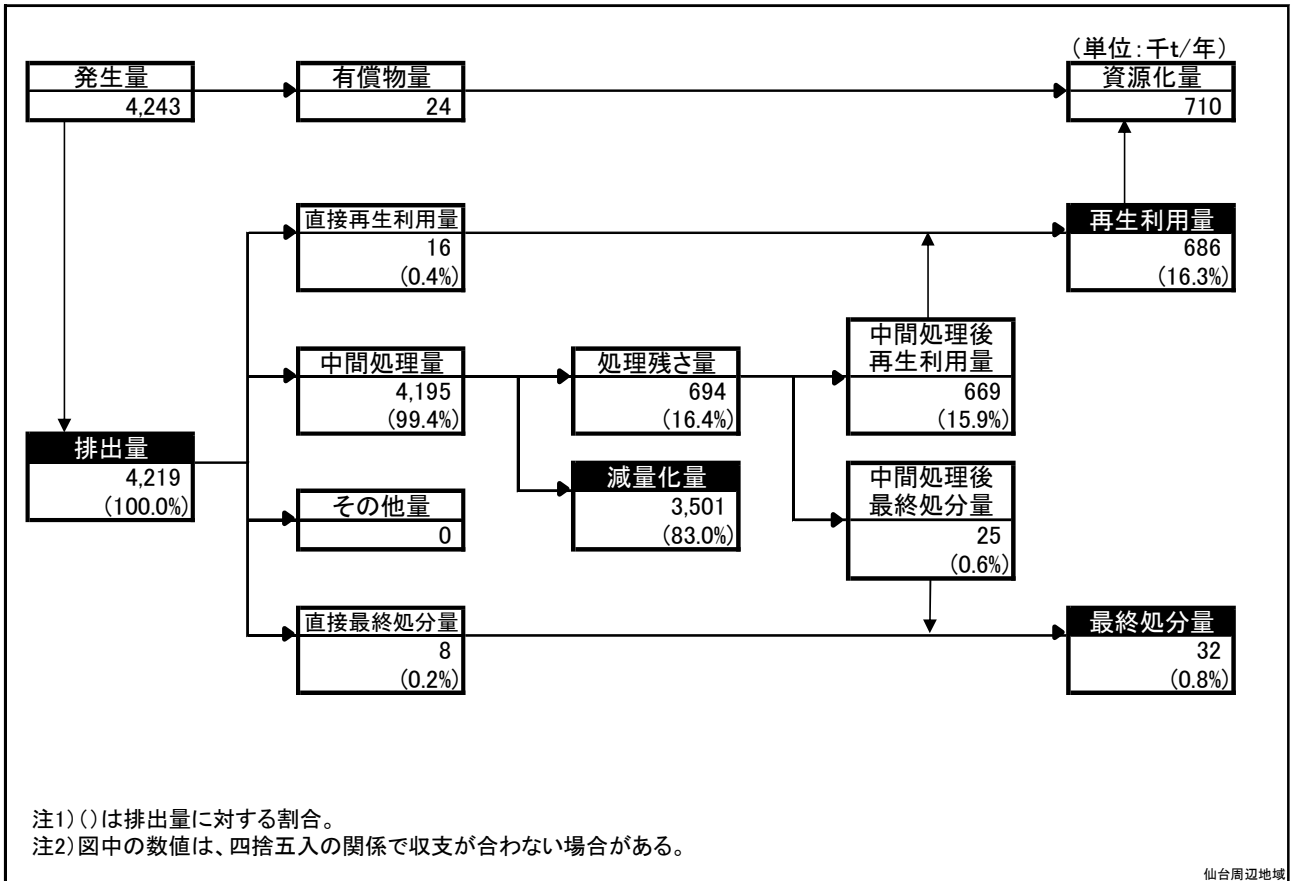 （単位：千t/年）
発生量
4,243
有償物量
24
資源化量
710
直接再生利用量
16
(0.4%)
再生利用量
686
(16.3%)
中間処理量
4,195
(99.4%)
処理残さ量
694
(16.4%)
中間処理後
再生利用量
669
(15.9%)
排出量
4,219
(100.0%)
その他量
0
減量化量
3,501
(83.0%)
中間処理後
最終処分量
25
(0.6%)
直接最終処分量
8
(0.2%)
最終処分量
32
(0.8%)
注1）（）は排出量に対する割合。
注2）図中の数値は、四捨五入の関係で収支が合わない場合がある。
仙台周辺地域